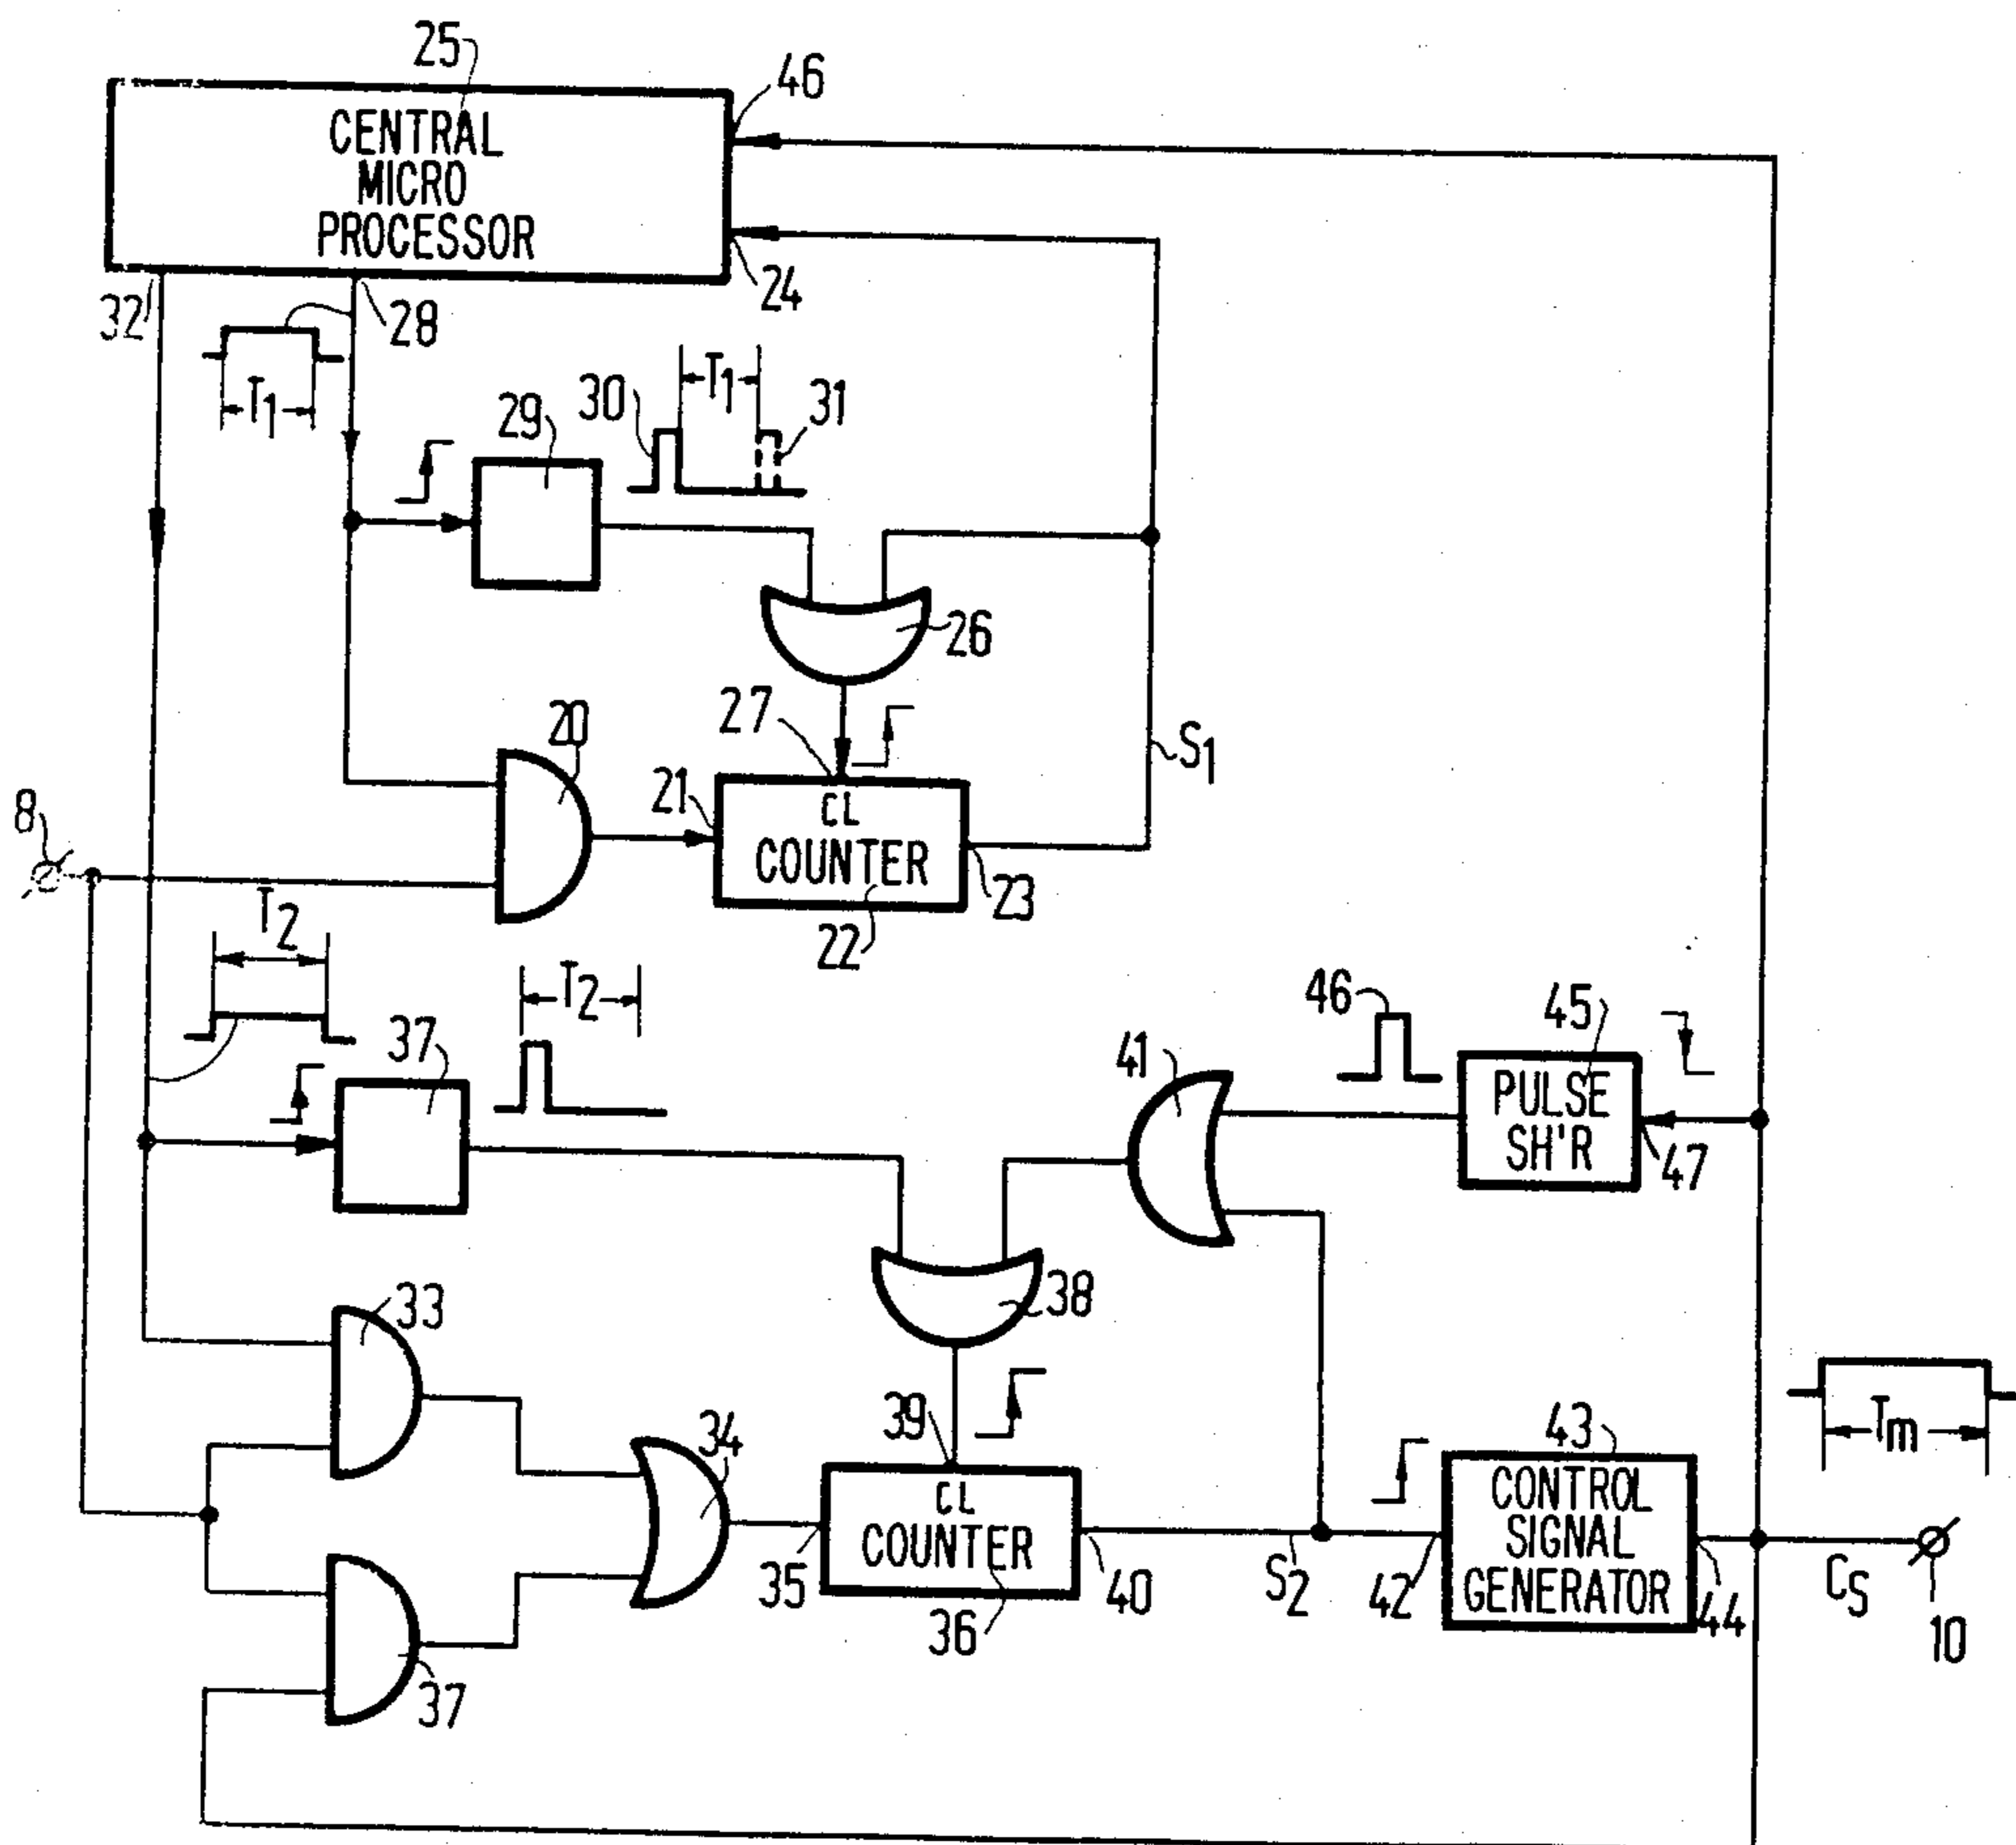 25
46
CENTRAL
MICRO
PROCESSOR
24
32
28
T1
30
T1
31
29
26
27
20
S1
21
CL
COUNTER
8
23
22
T2
T2
46
45
37
41
PULSE
SH'R
47
33
38
39
34
Tm
43
CL
COUNTER
CONTROL
SIGNAL
GENERATOR
35
40
S2
42
44
CS
36
10
37